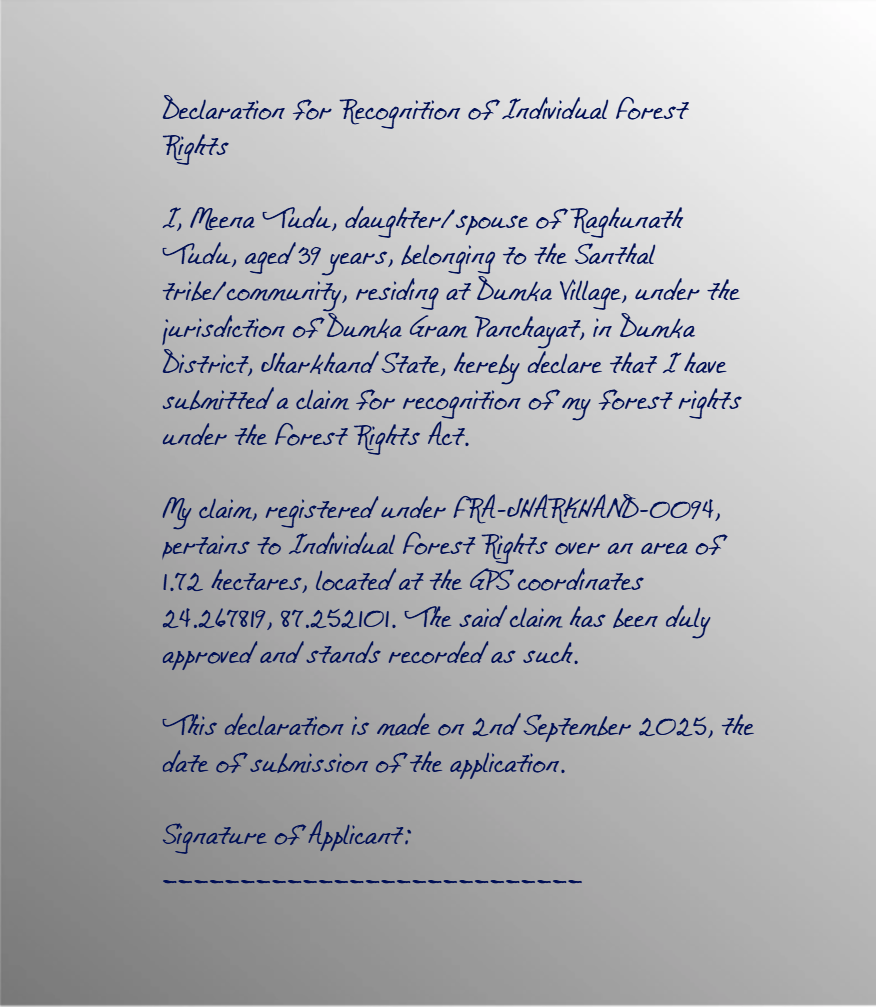 Declaration for Recognition of Individual Forest
Rights
I, Meena Tudu, daughter/spouse of Raghunath
Tudu, aged 39 years, belonging to the Santhal
tribe/community, residing at Dumka Village, under the
jurisdiction of Dumka Gram Panchayat, in Dumka
District, Jharkhand State, hereby declare that I have
submitted a claim for recognition of my forest rights
under the Forest Rights Act.
My claim, registered under FRA-JHARKHAND-0094,
pertains to Individual Forest Rights over an area of
1.72 hectares, located at the GPS coordinates
24.267819, 87.252101. The said claim has been duly
approved and stands recorded as such.
This declaration is made on 2nd September 2025, the
date of submission of the application.
Signature of Applicant:
___________________________